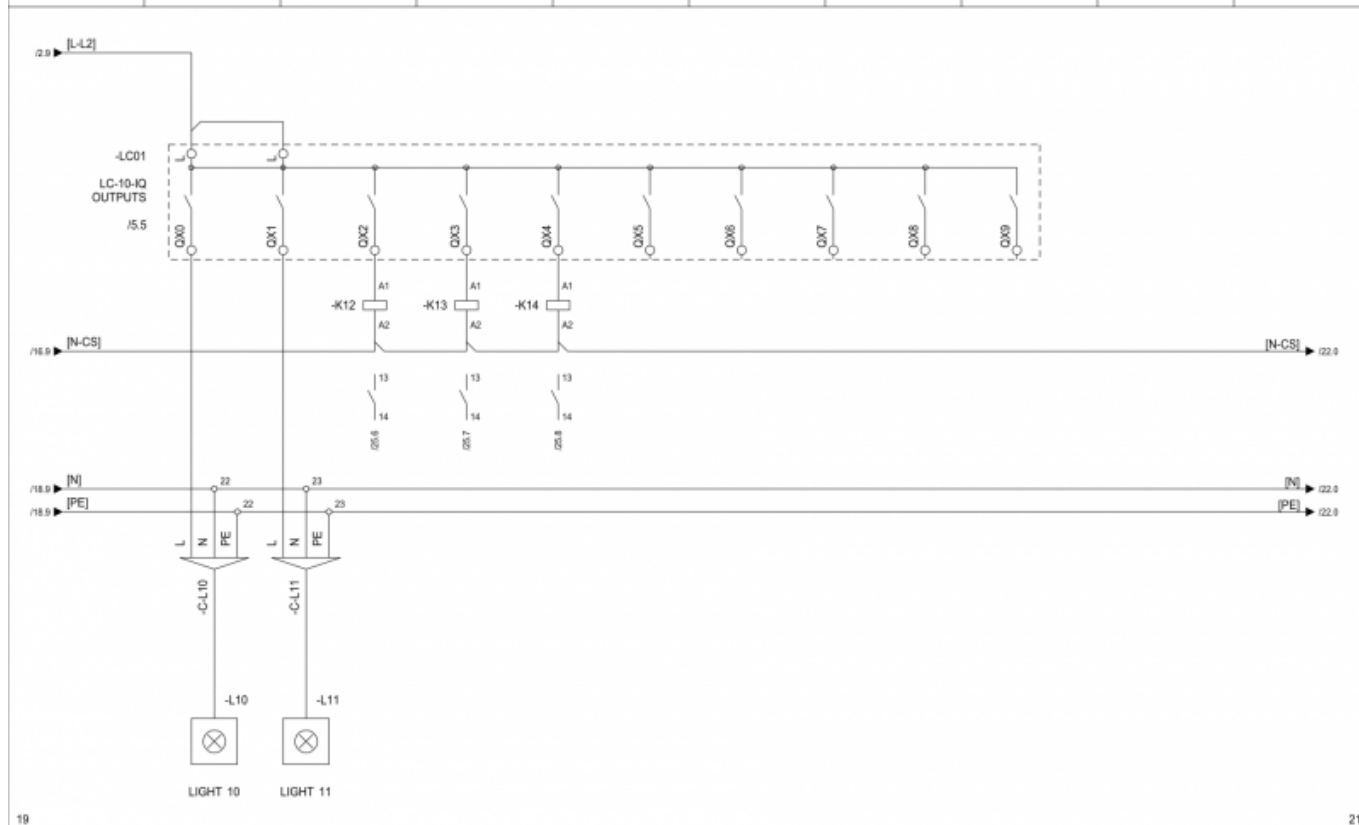 [L-L2]
/2.9
-LC01
L L
LC-10-IQ
OUTPUTS
/5.5
QX0 QX1 QX2 QX3 QX4 QX5 QX6 QX7 QX8 QX9
A1 A1 A1
-K12 -K13 -K14
A2 A2 A2
[N-CS] [N-CS]
/16.9 /22.0
13 13 13
14 14 14
/25.6 /25.7 /25.8
[N] 22 23 [N]
/18.9 /22.0
[PE] 22 23 [PE]
/18.9 /22.0
L N PE L N PE
-C-L10 -C-L11
-L10 -L11
LIGHT 10 LIGHT 11
19 21